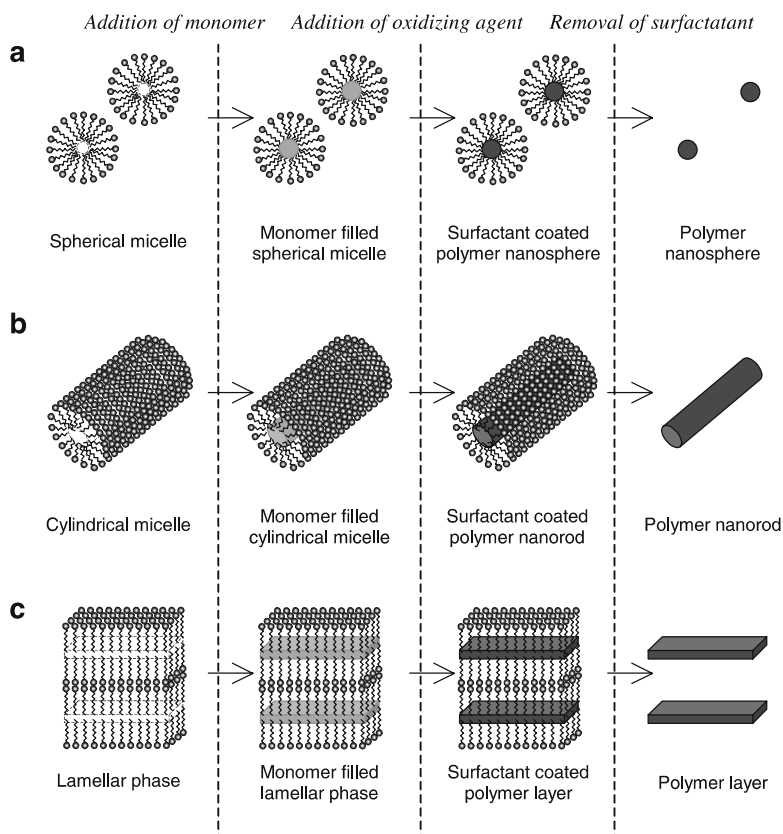 Addition of monomer
Addition of oxidizing agent
Removal of surfactatant
a
Spherical micelle
Monomer filled
spherical micelle
Surfactant coated
polymer nanosphere
Polymer
nanosphere
b
Cylindrical micelle
Monomer filled
cylindrical micelle
Surfactant coated
polymer nanorod
Polymer nanorod
c
Lamellar phase
Monomer filled
lamellar phase
Surfactant coated
polymer layer
Polymer layer